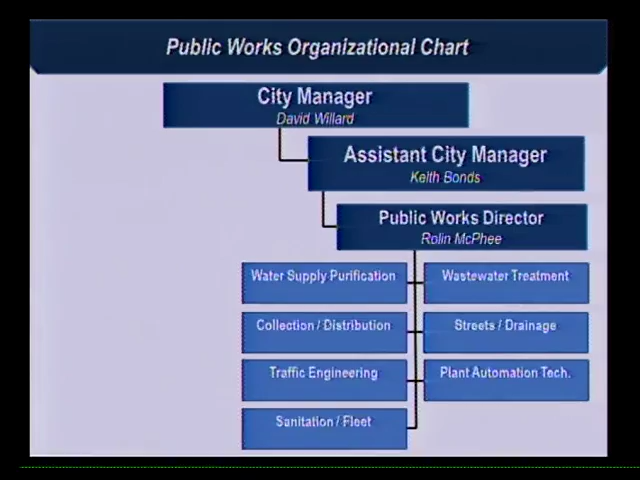 Public Works Organizational Chart
City Manager
David Willard
Assistant City Manager
Keith Bonds
Public Works Director
Rolin McPhee
Water Supply Purification
Wastewater Treatment
Collection / Distribution
Streets / Drainage
Traffic Engineering
Plant Automation Tech.
Sanitation / Fleet